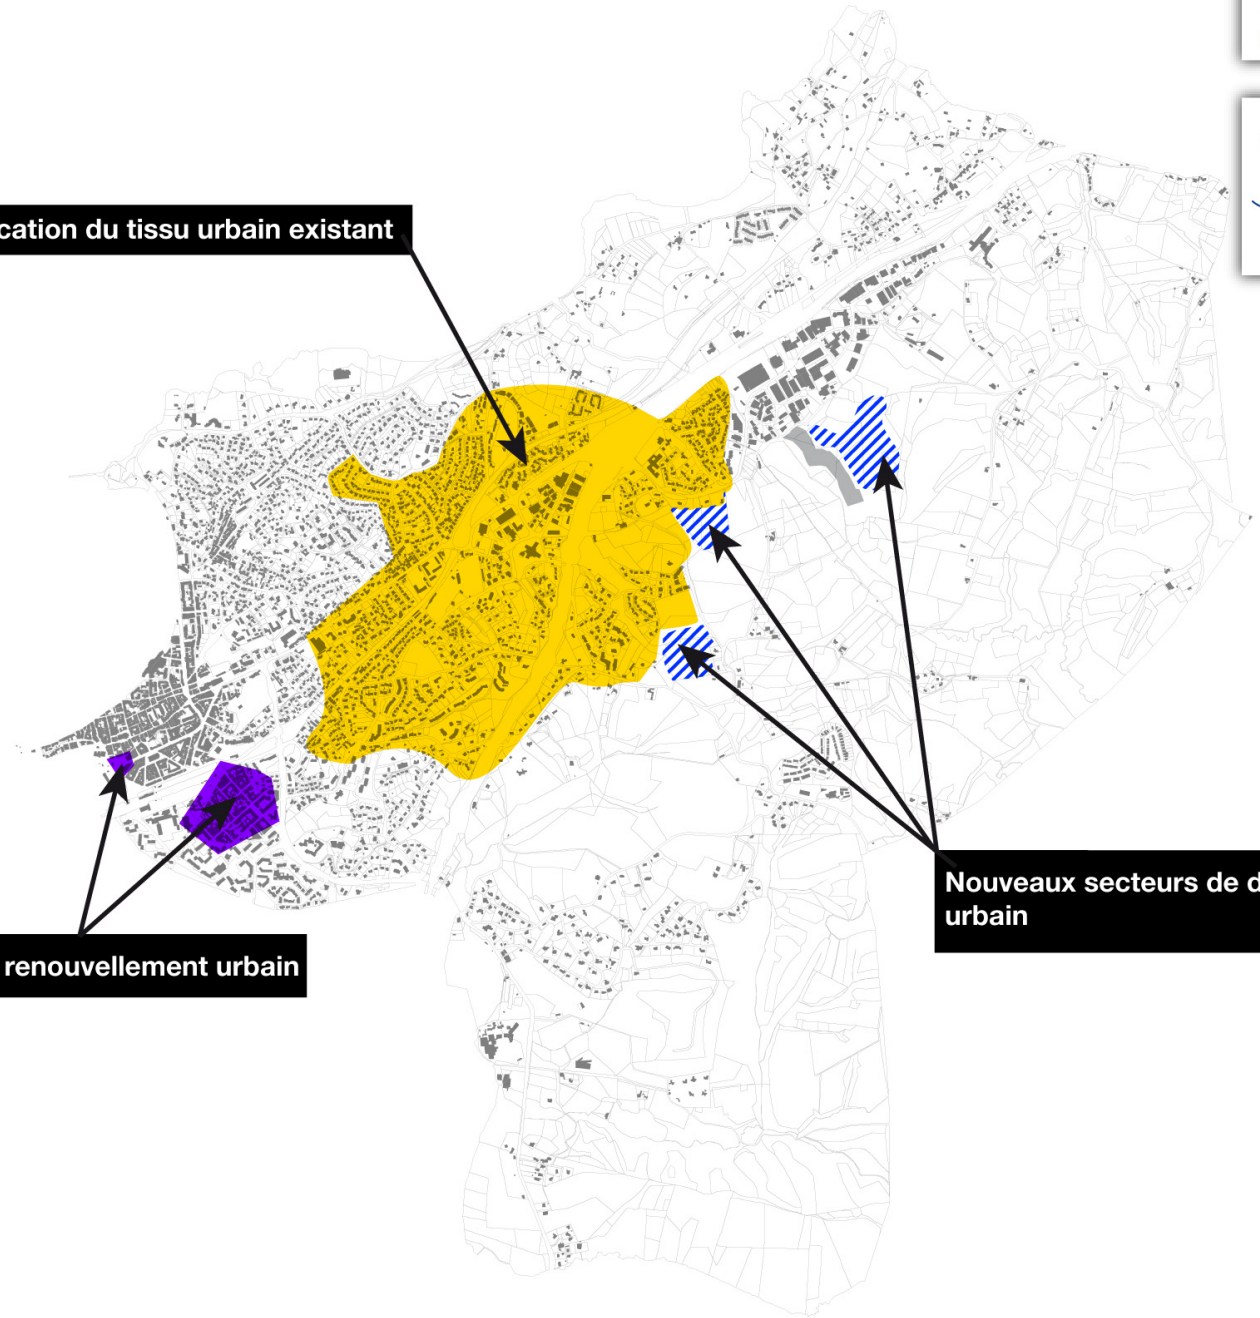 cation du tissu urbain existant
Nouveaux secteurs de d
urbain
renouvellement urbain